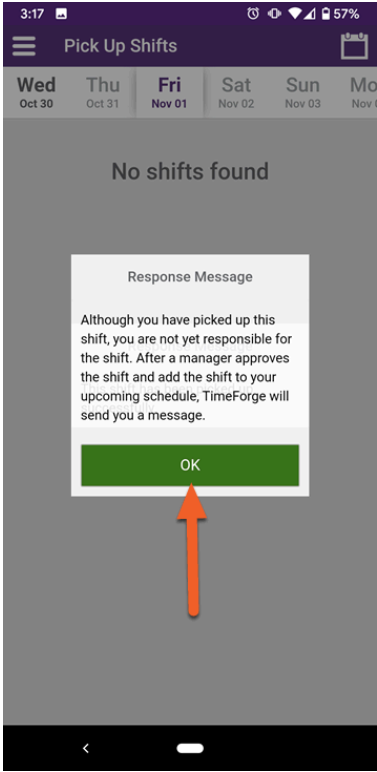 3:17 57%
Pick Up Shifts
Wed Thu Fri Sat Sun Mo
Oct 30 Oct 31 Nov 01 Nov 02 Nov 03 Nov
No shifts found
Response Message
Although you have picked up this
shift, you are not yet responsible for
the shift. After a manager approves
the shift and add the shift to your
upcoming schedule, TimeForge will
send you a message.
OK